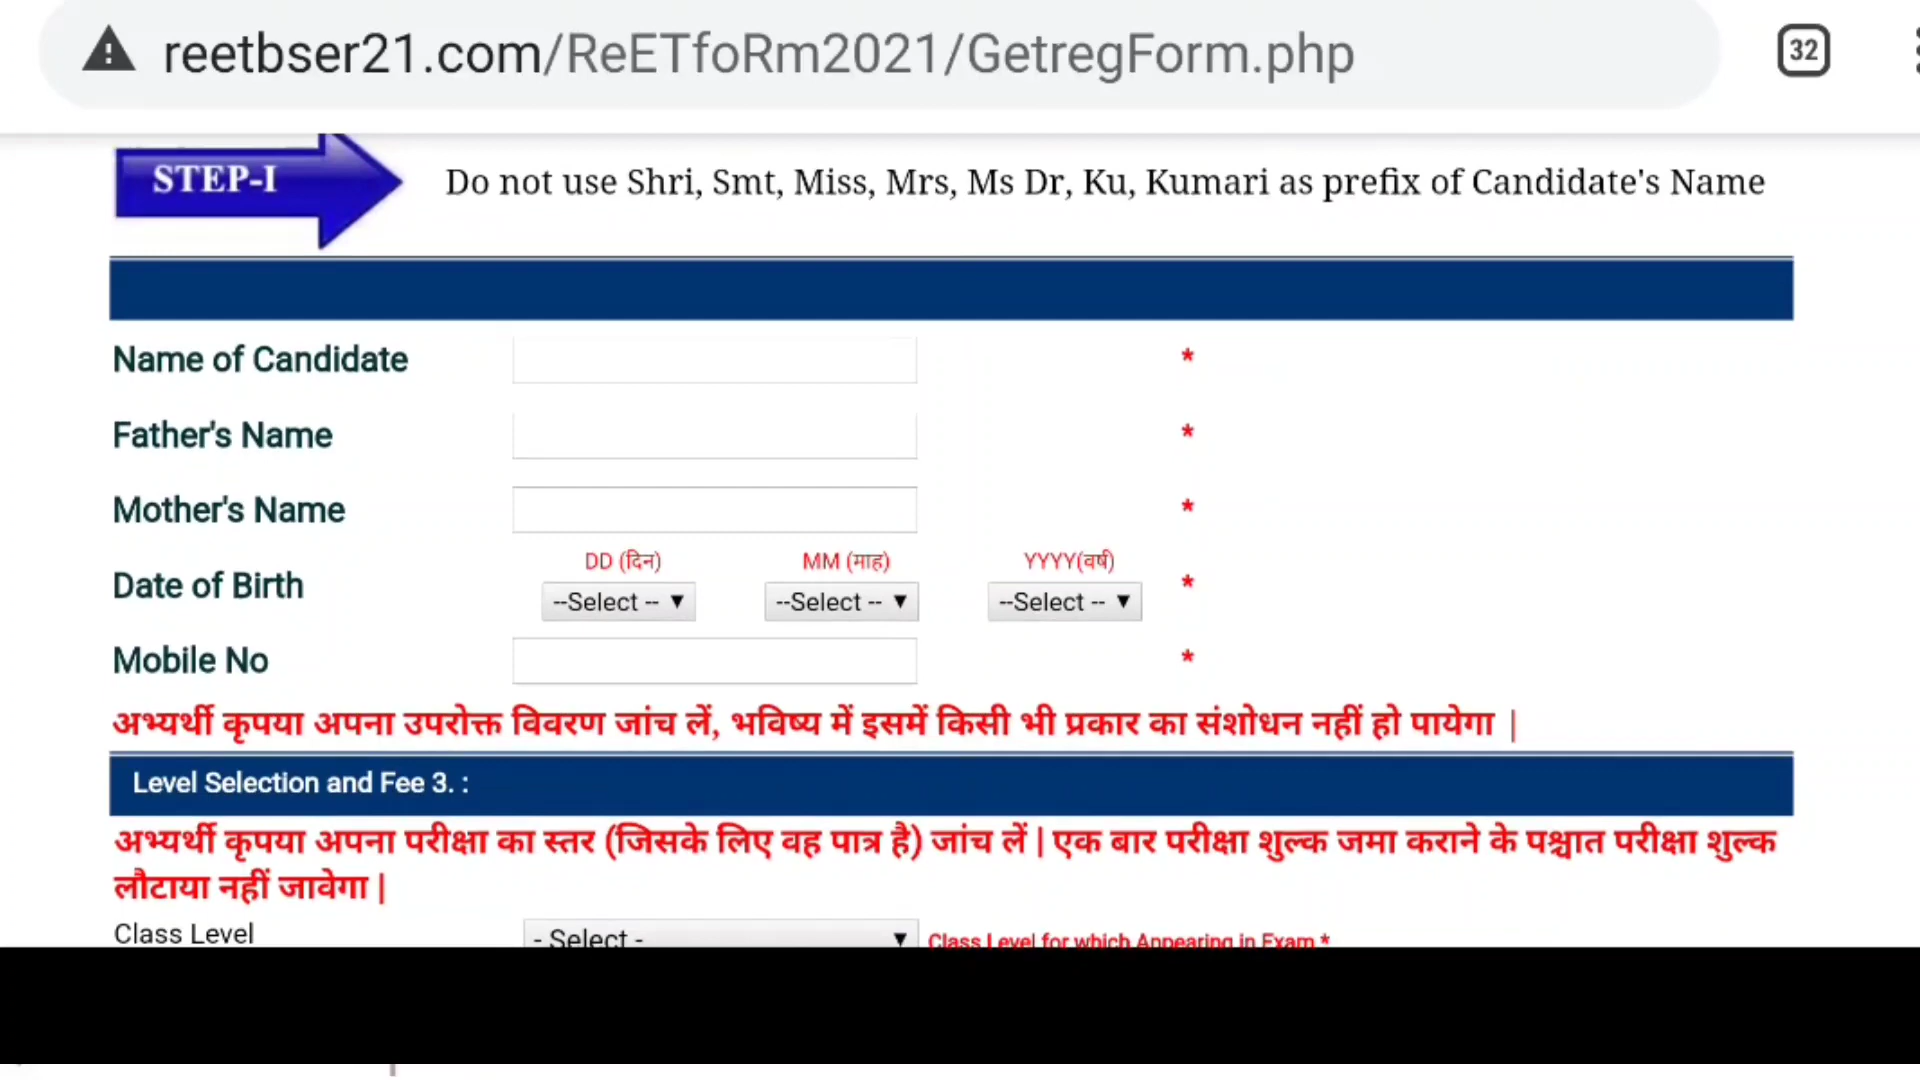 reetbser21.com/ReETfoRm2021/GetregForm.php
32
STEP-I
Do not use Shri, Smt, Miss, Mrs, Ms Dr, Ku, Kumari as prefix of Candidate's Name
Name of Candidate *
Father's Name *
Mother's Name *
DD (दिन) MM (माह) YYYY(वर्ष)
Date of Birth --Select -- --Select -- --Select -- *
Mobile No *
अभ्यर्थी कृपया अपना उपरोक्त विवरण जांच लें, भविष्य में इसमें किसी भी प्रकार का संशोधन नहीं हो पायेगा |
Level Selection and Fee 3. :
अभ्यर्थी कृपया अपना परीक्षा का स्तर (जिसके लिए वह पात्र है) जांच लें | एक बार परीक्षा शुल्क जमा कराने के पश्चात परीक्षा शुल्क
लौटाया नहीं जावेगा |
Class Level - Select - Class Level for which Appearing in Exam *